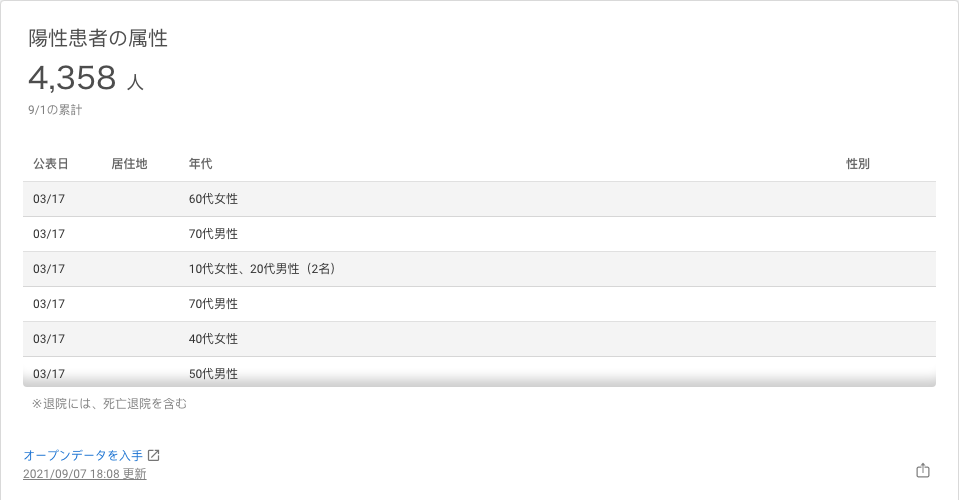 陽性患者の属性
4,358 人
9/1の累計
公表日 居住地 年代 性別
03/17 60代女性
03/17 70代男性
03/17 10代女性、20代男性（2名）
03/17 70代男性
03/17 40代女性
03/17 50代男性
※退院には、死亡退院を含む
オープンデータを入手
2021/09/07 18:08 更新